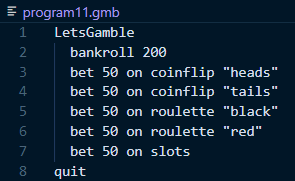 program11.gmb
1 LetsGamble
2   bankroll 200
3   bet 50 on coinflip "heads"
4   bet 50 on coinflip "tails"
5   bet 50 on roulette "black"
6   bet 50 on roulette "red"
7   bet 50 on slots
8 quit